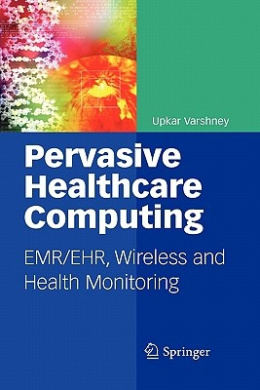 Upkar Varshney
Pervasive
Healthcare
Computing
EMR/EHR, Wireless and
Health Monitoring
Springer